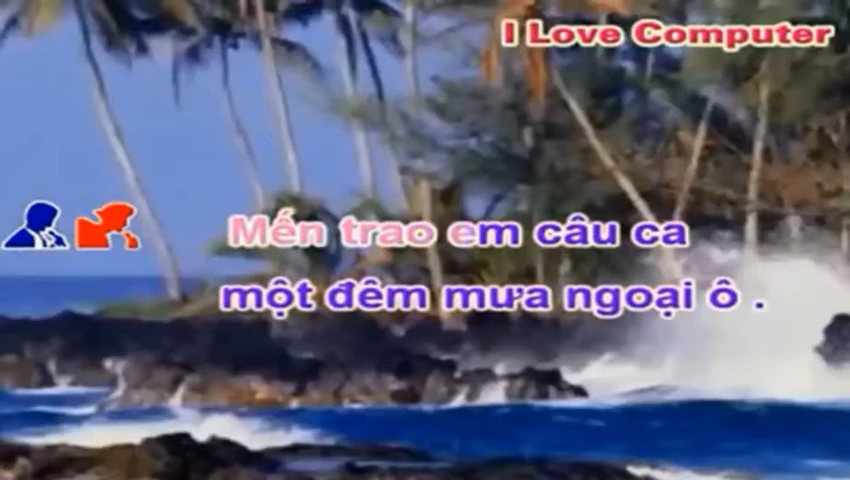 I Love Computer
Mến trao em câu ca
một đêm mưa ngoại ô .